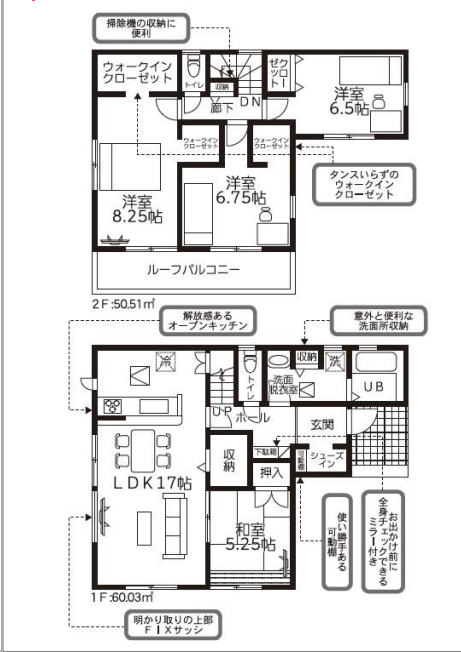 掃除機の収納に
便利
ウォークイン
クローゼット
トイレ
収納
DN
廊下
クロー
ゼット
洋室
6.5帖
ウォークイン
クローゼット
ウォークイン
クローゼット
タンスいらずの
ウォークイン
クローゼット
洋室
8.25帖
洋室
6.75帖
ルーフバルコニー
2F:50.51㎡
解放感ある
オープンキッチン
意外と便利な
洗面所収納
冷
トイレ
収納
洗
洗面
脱衣室
UB
UP
ホール
玄関
収納
下駄箱
可動棚
シューズ
イン
押入
LDK17帖
和室
5.25帖
使い勝手ある
可動棚
お出かけ前に
全身チェックできる
ミラー付き
1F:60.03㎡
明かり取りの上部
FIXサッシ